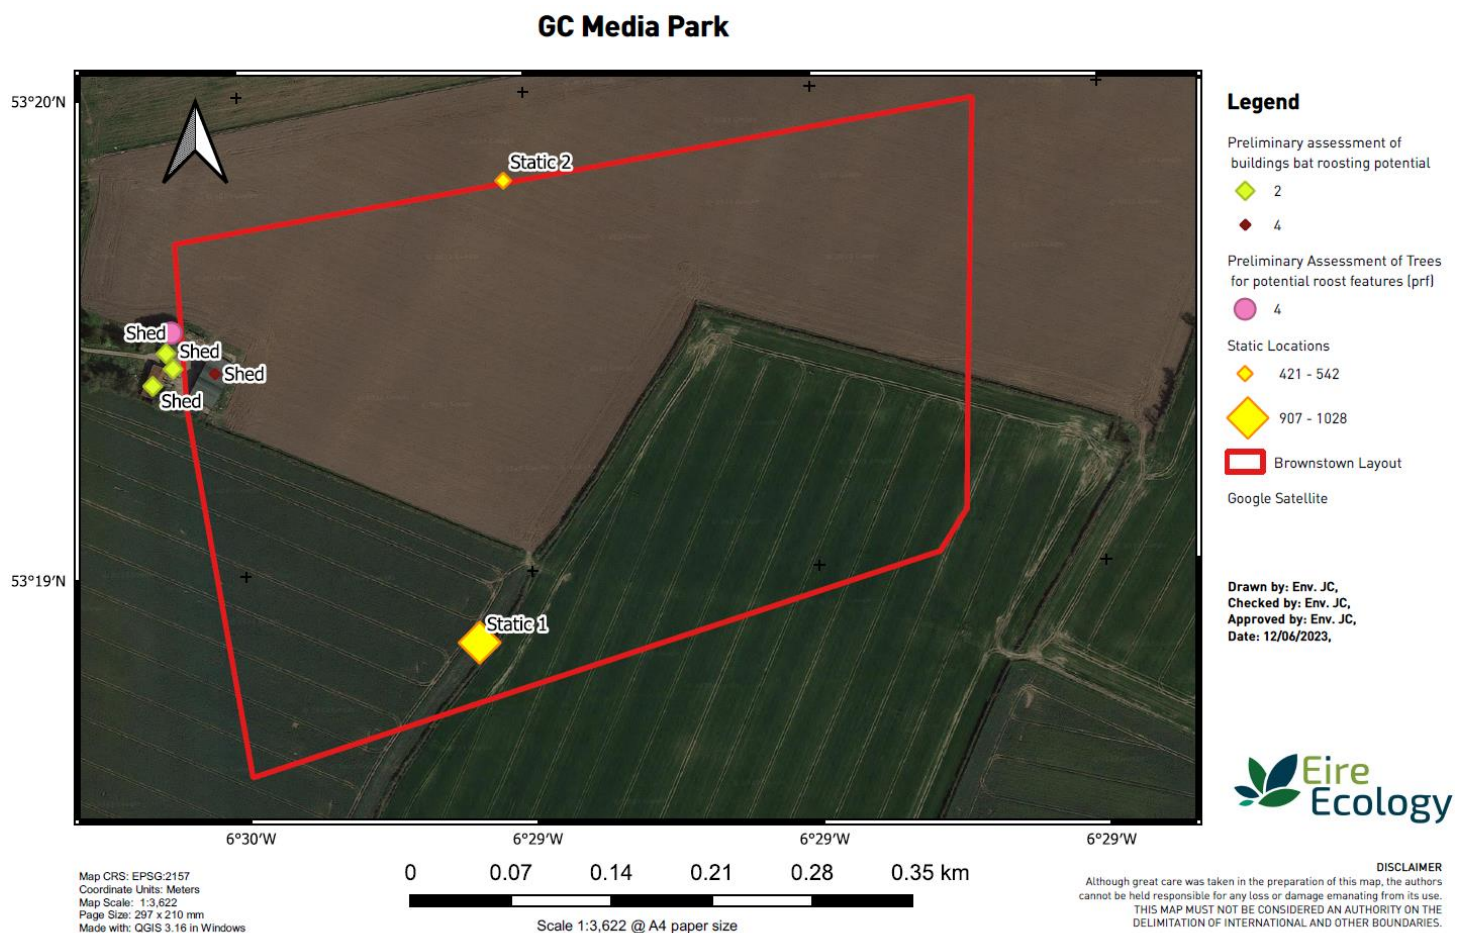 GC Media Park
53°20'N
53°19'N
Static 2
Shed
Shed
Shed
Shed
Static 1
6°30'W
6°29'W
6°29'W
6°29'W
Legend
Preliminary assessment of
buildings bat roosting potential
2
4
Preliminary Assessment of Trees
for potential roost features (prf)
4
Static Locations
421 - 542
907 - 1028
Brownstown Layout
Google Satellite
Drawn by: Env. JC,
Checked by: Env. JC,
Approved by: Env. JC,
Date: 12/06/2023,
Eire
Ecology
Map CRS: EPSG:2157
Coordinate Units: Meters
Map Scale: 1:3,622
Page Size: 297 x 210 mm
Made with: QGIS 3.16 in Windows
0 0.07 0.14 0.21 0.28 0.35 km
Scale 1:3,622 @ A4 paper size
DISCLAIMER
Although great care was taken in the preparation of this map, the authors
cannot be held responsible for any loss or damage emanating from its use.
THIS MAP MUST NOT BE CONSIDERED AN AUTHORITY ON THE
DELIMITATION OF INTERNATIONAL AND OTHER BOUNDARIES.